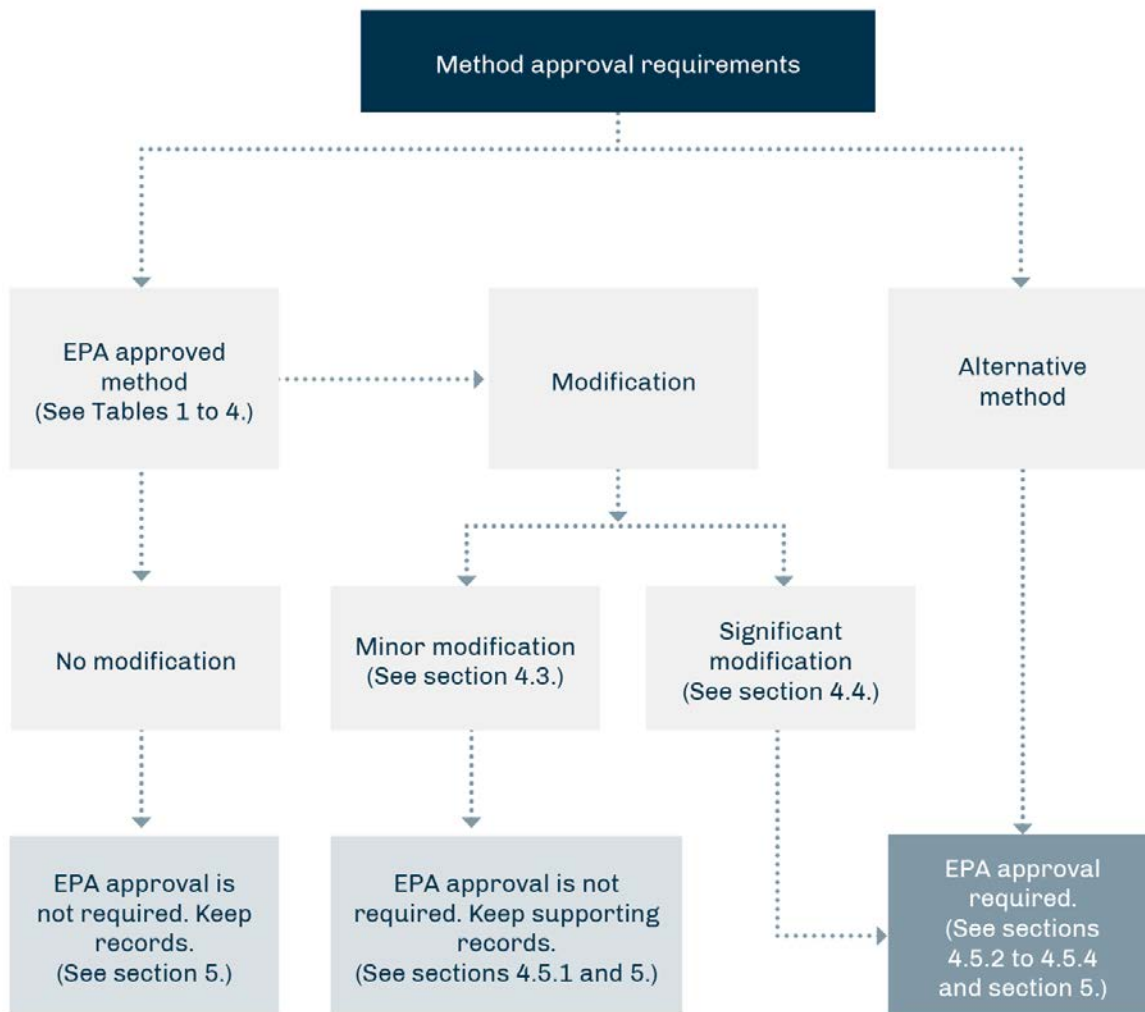 Method approval requirements
EPA approved
method
(See Tables 1 to 4.)
Modification
Alternative
method
No modification
Minor modification
(See section 4.3.)
Significant
modification
(See section 4.4.)
EPA approval is
not required. Keep
records.
(See section 5.)
EPA approval is not
required. Keep supporting
records.
(See sections 4.5.1 and 5.)
EPA approval
required.
(See sections
4.5.2 to 4.5.4
and section 5.)